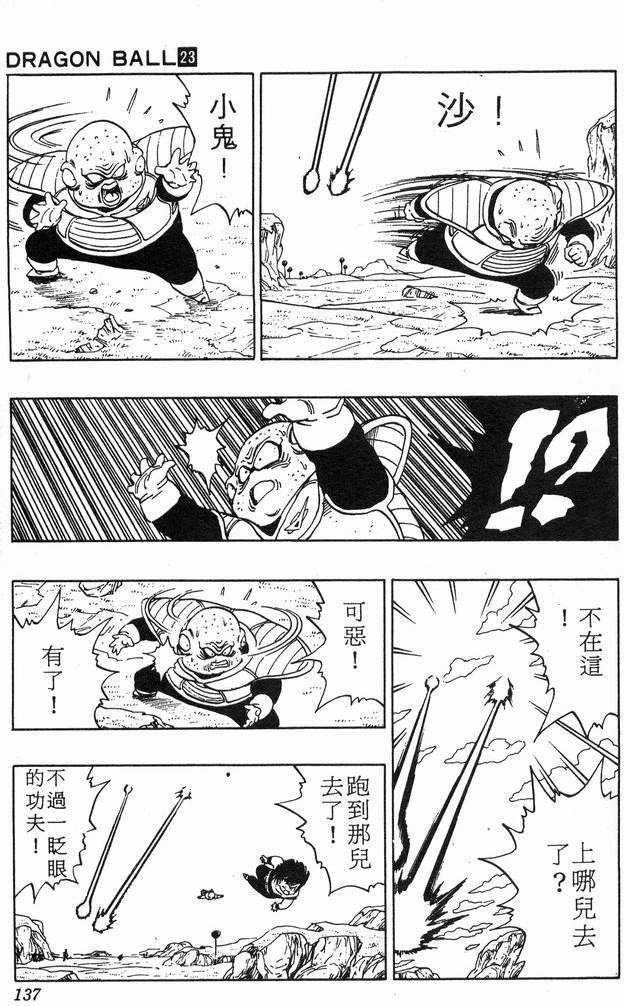 DRAGON BALL 23
沙！
小鬼！
!?
不在這
！
上哪兒去
了？
可惡！
有了！
跑到那兒
去了！
不過一眨眼
的功夫！
137